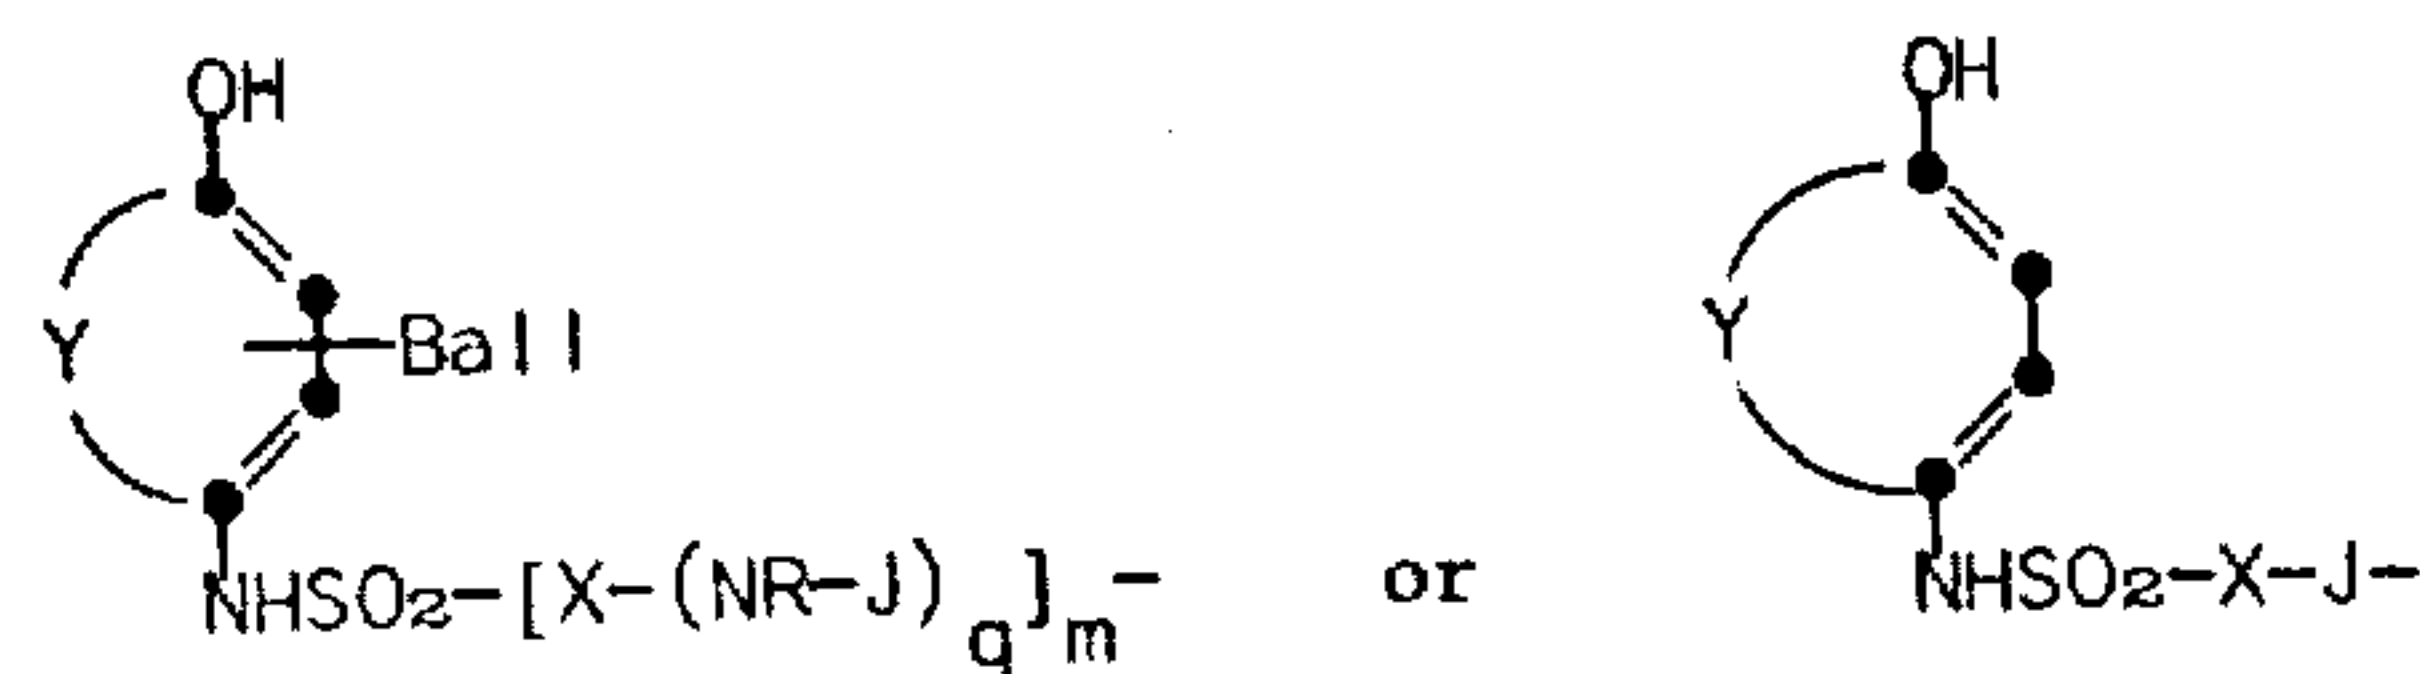 OH OH
Y Ball Y
NHSO2-[X-(NR-J)q]m- or NHSO2-X-J-